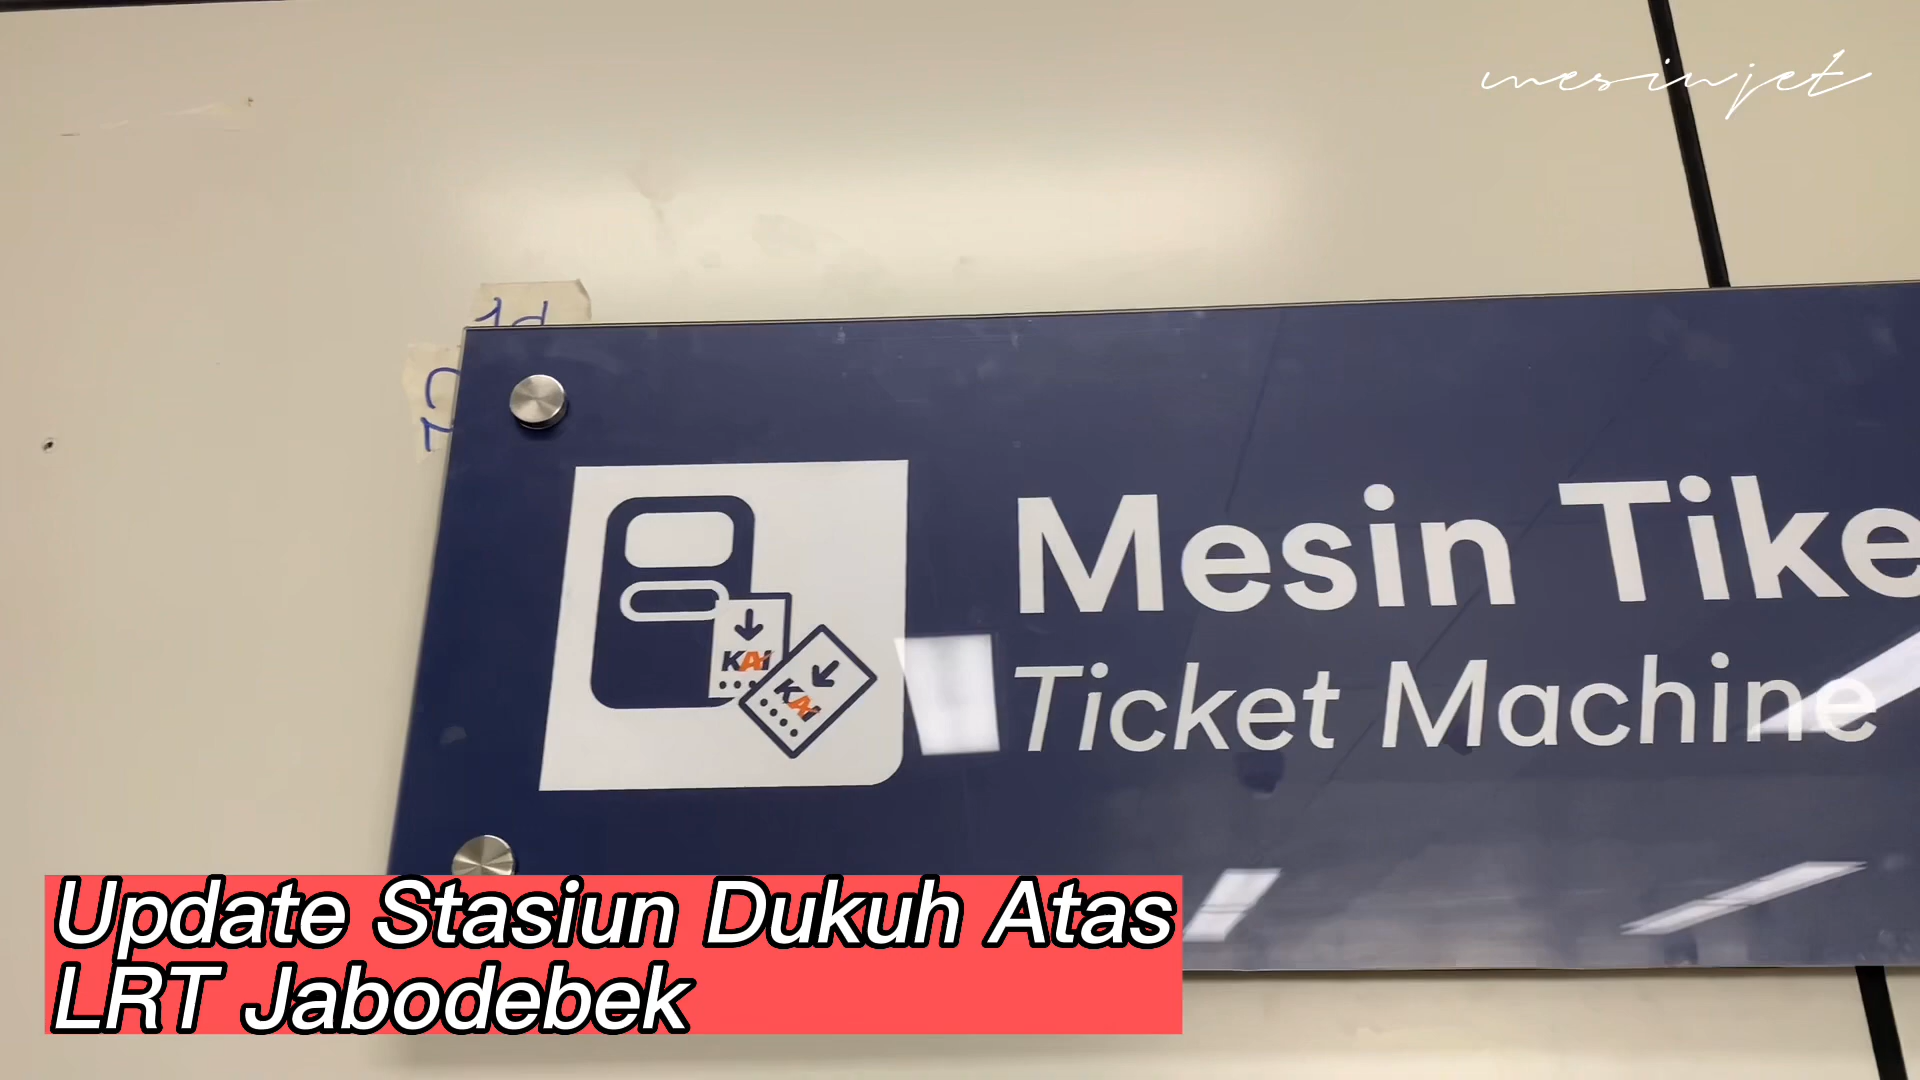 mesinjet
Mesin Tike
Ticket Machine
KAI
KAI
Update Stasiun Dukuh Atas
LRT Jabodebek